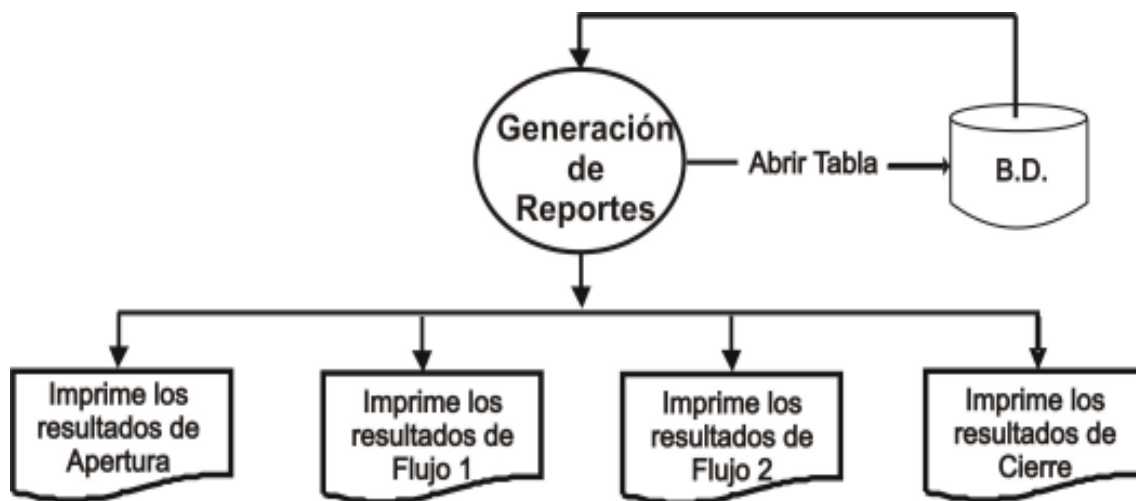 Generación
de
Reportes
Abrir Tabla
B.D.
Imprime los
resultados de
Apertura
Imprime los
resultados de
Flujo 1
Imprime los
resultados de
Flujo 2
Imprime los
resultados de
Cierre